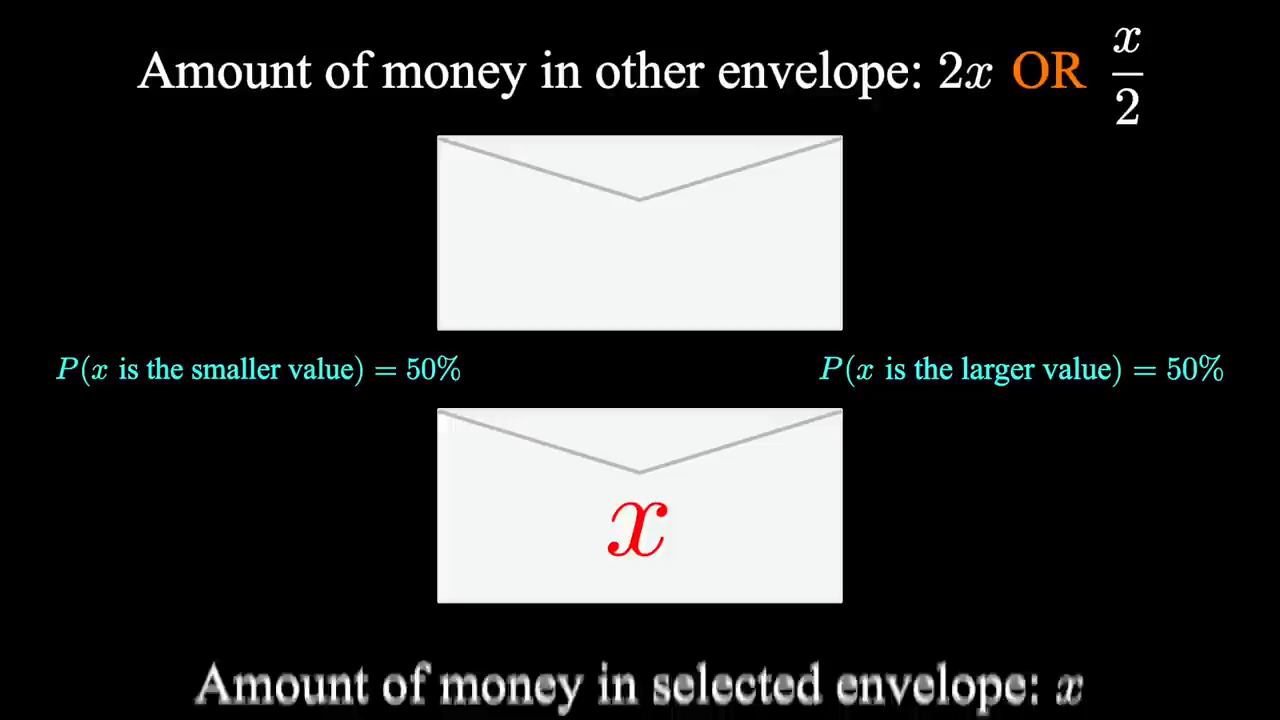 Amount of money in other envelope: 2x OR x/2
P(x is the smaller value) = 50%
P(x is the larger value) = 50%
x
Amount of money in selected envelope: x